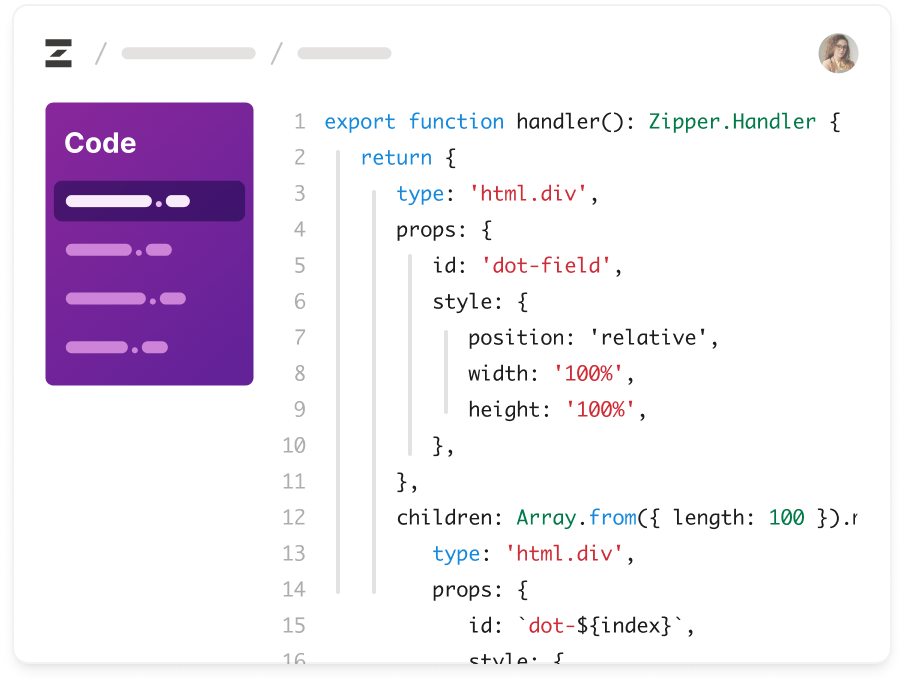 Code
1 export function handler(): Zipper.Handler {
2 return {
3 type: 'html.div',
4 props: {
5 id: 'dot-field',
6 style: {
7 position: 'relative',
8 width: '100%',
9 height: '100%',
10 },
11 },
12 children: Array.from({ length: 100 }).
13 type: 'html.div',
14 props: {
15 id: `dot-${index}`,
16 style: {